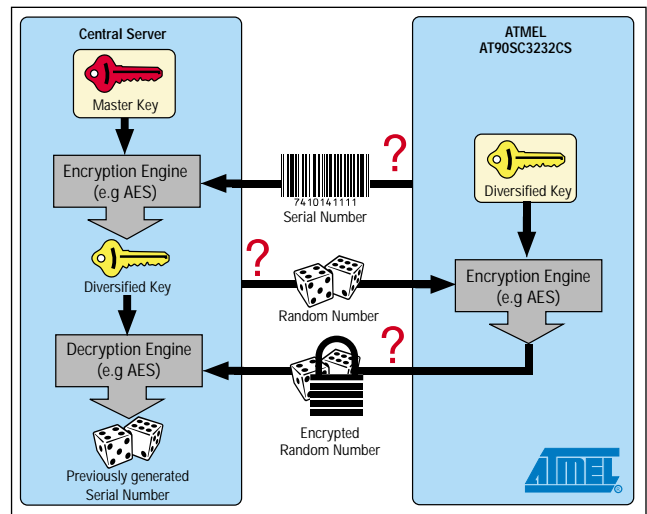 Central Server
Master Key
Encryption Engine
(e.g AES)
Diversified Key
Decryption Engine
(e.g AES)
Previously generated
Serial Number
?
7410141111
Serial Number
?
Random Number
?
Encrypted
Random Number
ATMEL
AT90SC3232CS
Diversified Key
Encryption Engine
(e.g AES)
ATMEL
®